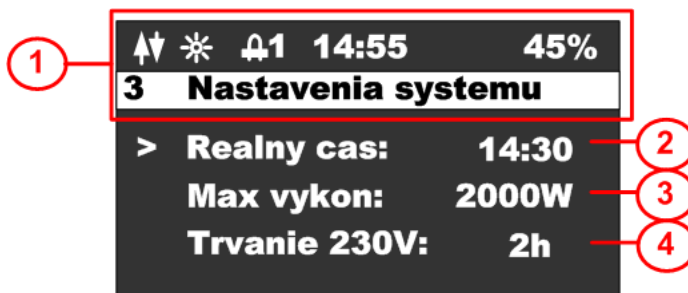 1 14:55 45%
1
3 Nastavenia systemu
> Realny cas: 14:30
2
Max vykon: 2000W
3
Trvanie 230V: 2h
4